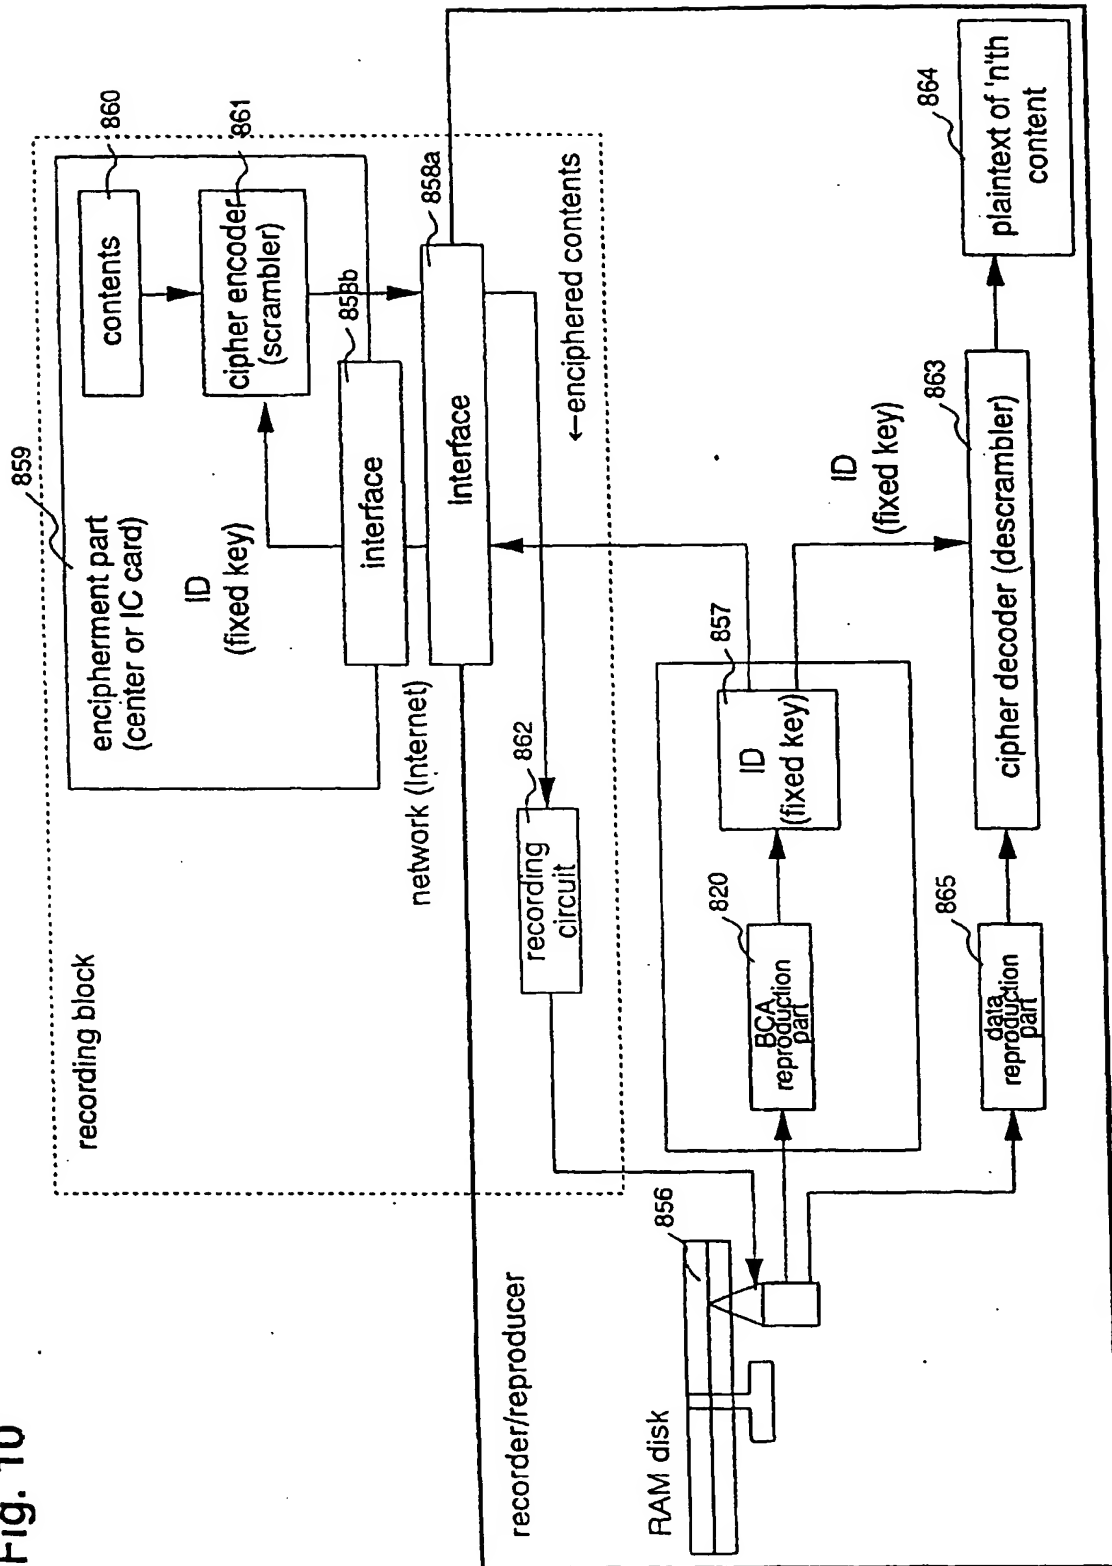 Fig. 10
recording block
859
encipherment part
(center or IC card)
860
contents
861
cipher encoder
(scrambler)
ID
(fixed key)
858b
interface
network (Internet)
858a
Interface
862
recording
circuit
←enciphered contents
recorder/reproducer
RAM disk
856
820
BCA
reproduction
part
857
ID
(fixed key)
ID
(fixed key)
865
data
reproduction
part
863
cipher decoder (descrambler)
864
plaintext of 'n'th
content